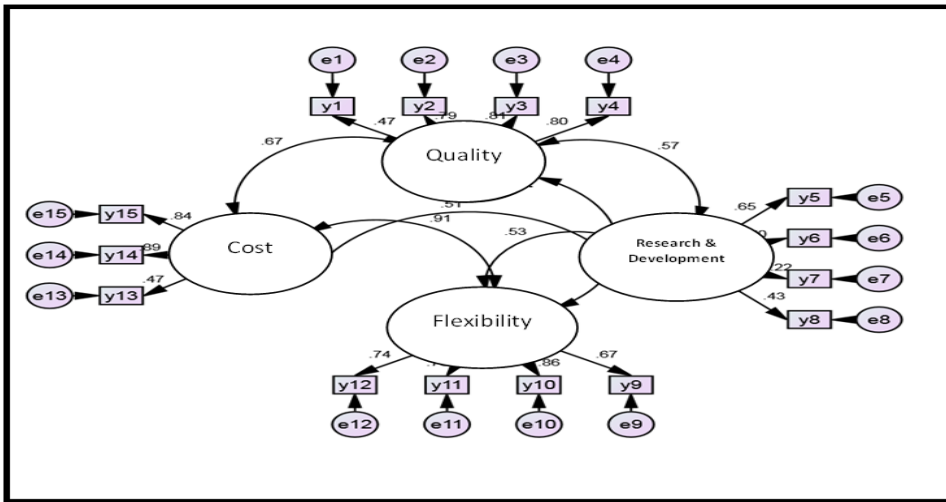 e1 e2 e3 e4
y1 y2 y3 y4
.47 .79 .81 .80
.67 Quality .57
.51
.91
.53
e15 y15 .84
e14 y14 .89
e13 y13 .47
Cost
Research &
Development
.65 y5 e5
y6 e6
.22 y7 e7
.43 y8 e8
Flexibility
.74 .86 .67
y12 y11 y10 y9
e12 e11 e10 e9